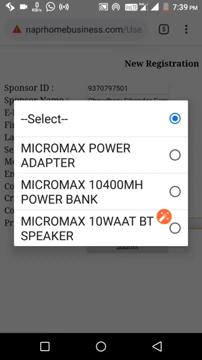 7:39 PM
naprhomebusiness.com/Use
New Registration
Sponsor ID : 9370797501
Sponsor Name :
--Select--
MICROMAX POWER
ADAPTER
MICROMAX 10400MH
POWER BANK
MICROMAX 10WAAT BT
SPEAKER